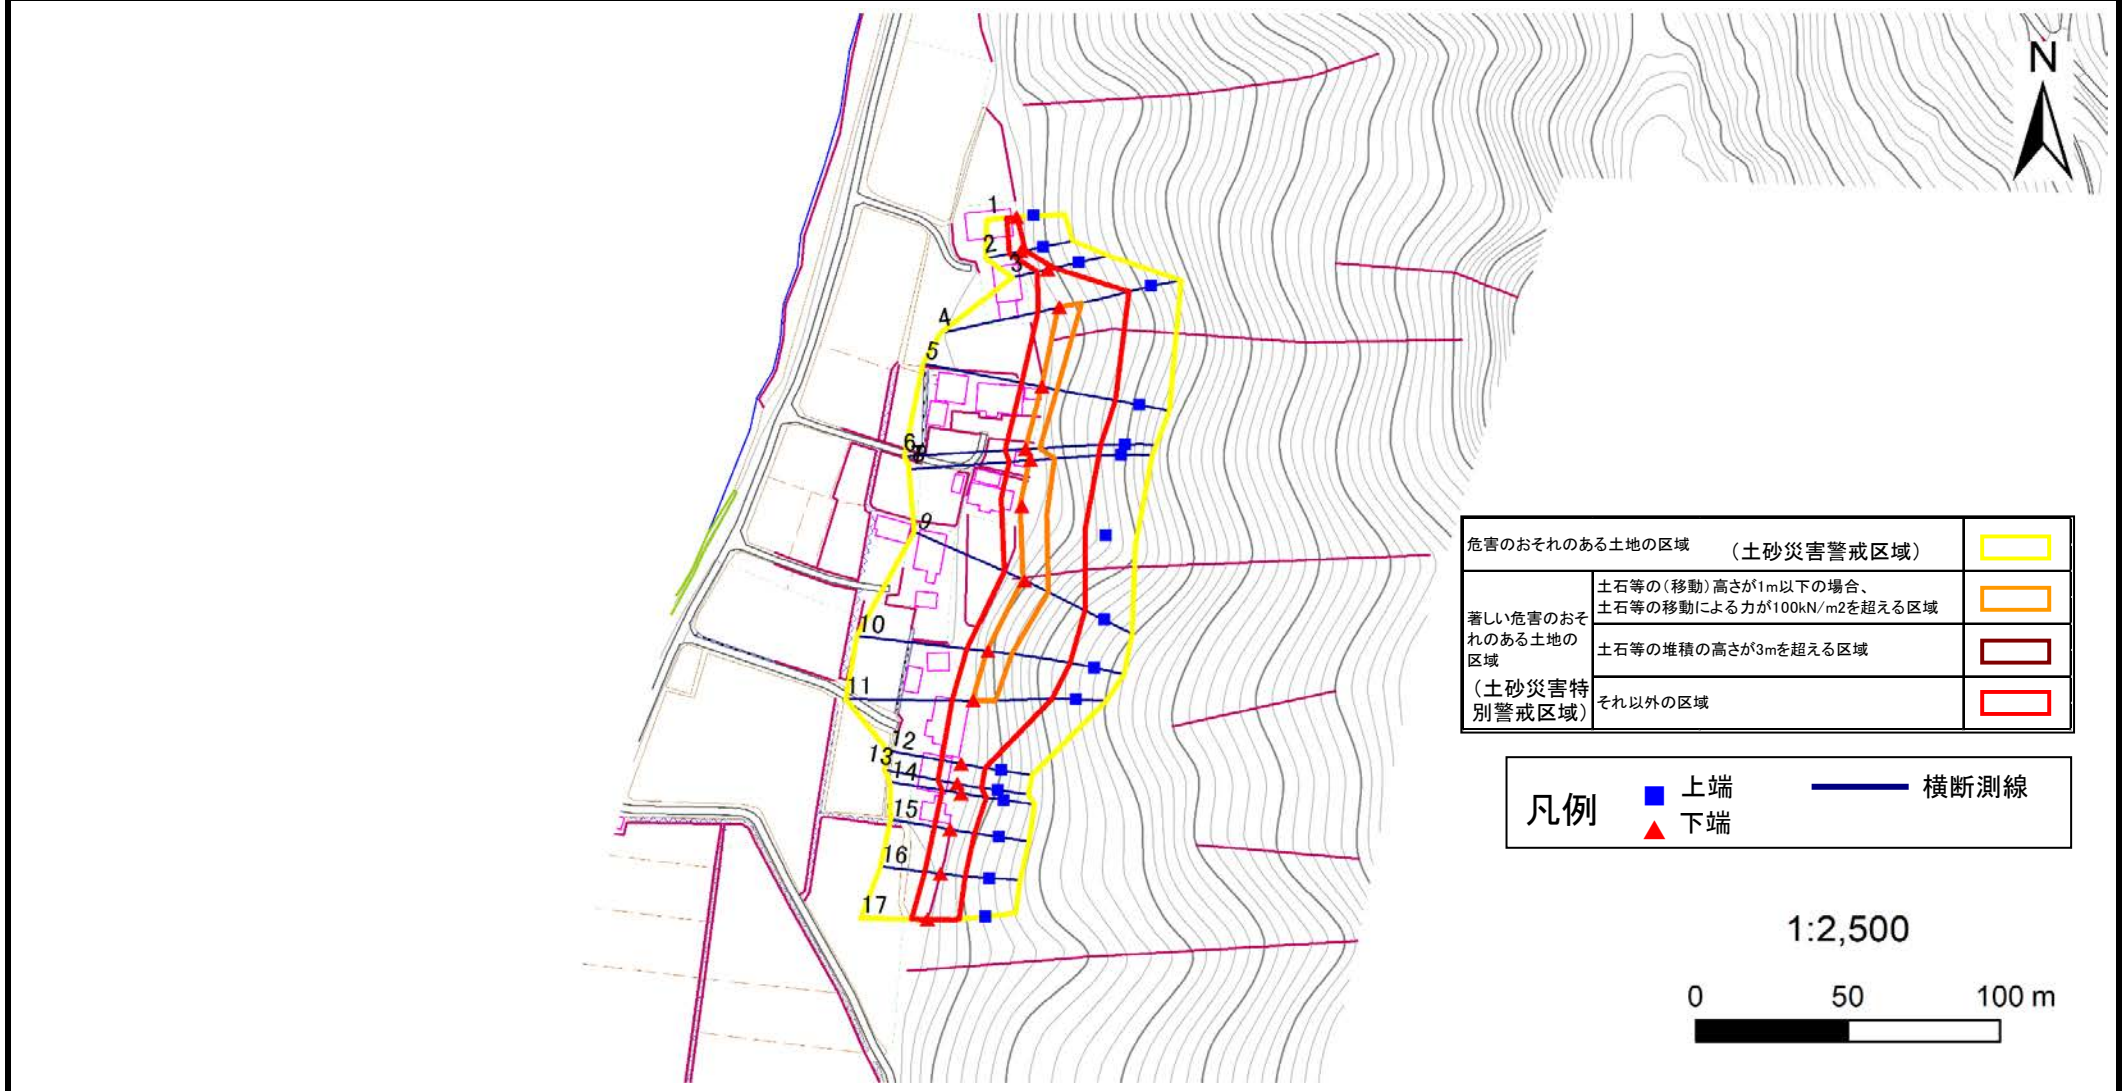 N
1
2
3
4
5
6
9
10
11
12
13
14
15
16
17
危害のおそれのある土地の区域 (土砂災害警戒区域)
著しい危害のおそ
れのある土地の
区域
(土砂災害特
別警戒区域)
土石等の(移動)高さが1m以下の場合、
土石等の移動による力が100kN/m2を超える区域
土石等の堆積の高さが3mを超える区域
それ以外の区域
凡例
上端
下端
横断測線
1:2,500
0 50 100 m